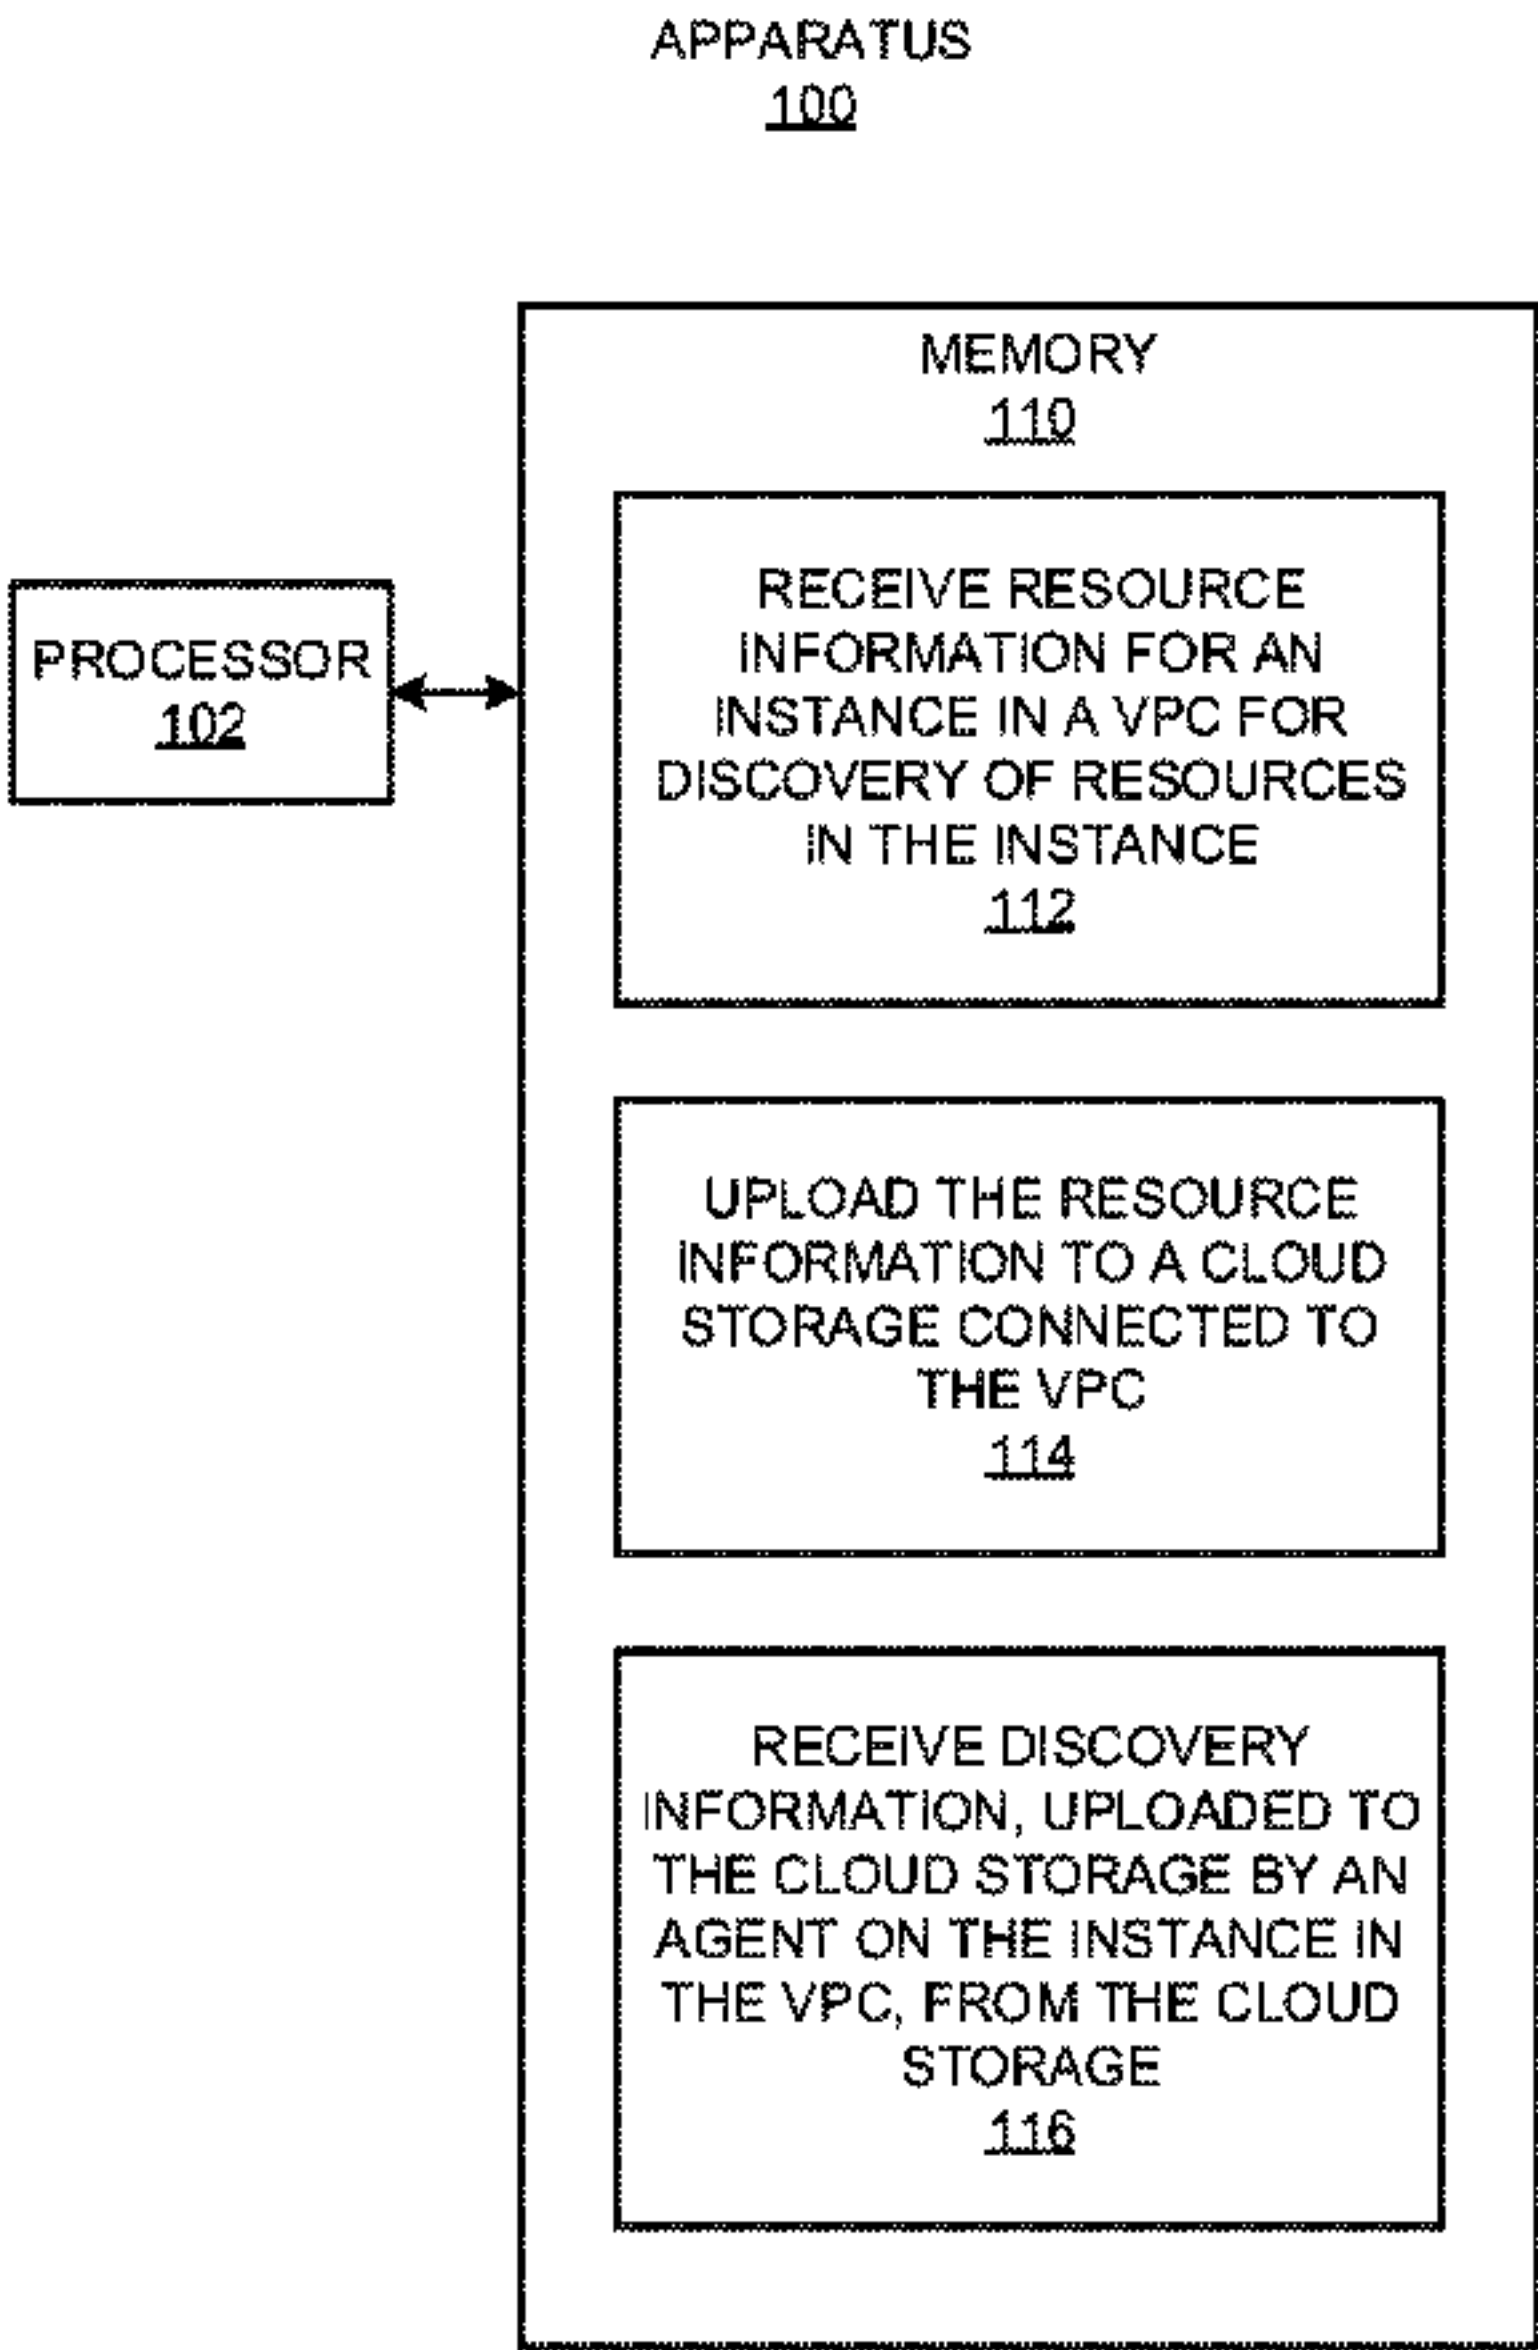 APPARATUS
100
MEMORY
110
PROCESSOR
102
RECEIVE RESOURCE
INFORMATION FOR AN
INSTANCE IN A VPC FOR
DISCOVERY OF RESOURCES
IN THE INSTANCE
112
UPLOAD THE RESOURCE
INFORMATION TO A CLOUD
STORAGE CONNECTED TO
THE VPC
114
RECEIVE DISCOVERY
INFORMATION, UPLOADED TO
THE CLOUD STORAGE BY AN
AGENT ON THE INSTANCE IN
THE VPC, FROM THE CLOUD
STORAGE
116